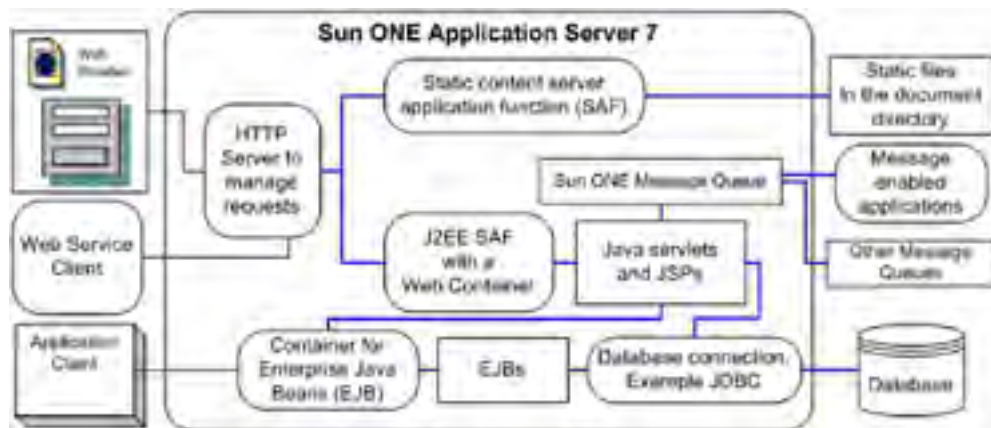 Sun ONE Application Server 7
Web
Browser
Static content server
application function (SAF)
Static files
In the document
directory
HTTP
Server to
manage
requests
Sun ONE Message Queue
Message
enabled
applications
Web Service
Client
J2EE SAF
with a
Web Container
Java servlets
and JSPs
Other Message
Queues
Application
Client
Container for
Enterprise Java
Beans (EJB)
EJBs
Database connection.
Example JDBC
Database